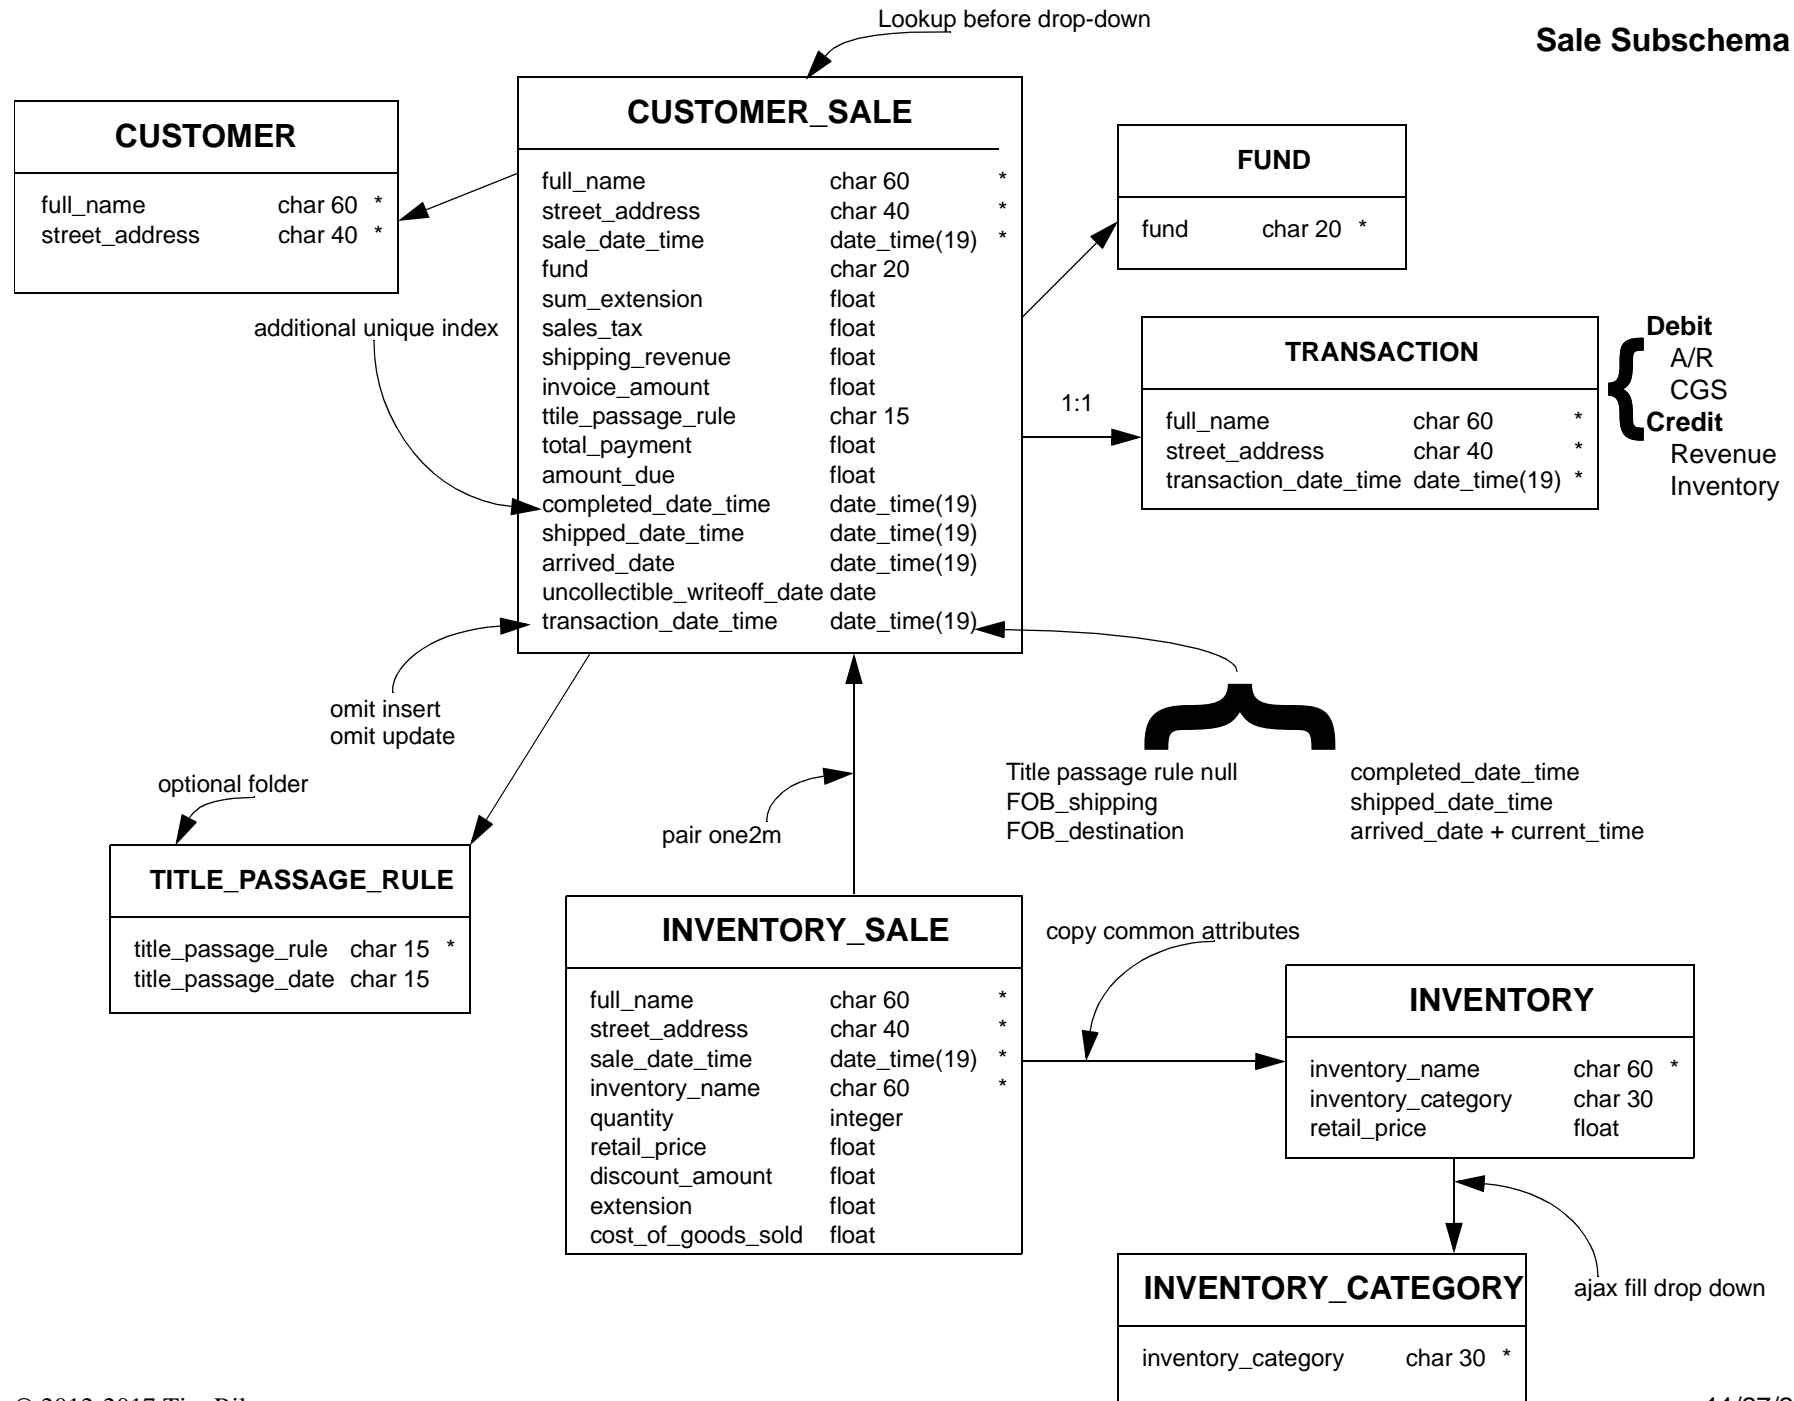 Lookup before drop-down
Sale Subschema
CUSTOMER
full_name char 60 *
street_address char 40 *
CUSTOMER_SALE
full_name char 60 *
street_address char 40 *
sale_date_time date_time(19) *
fund char 20
sum_extension float
sales_tax float
shipping_revenue float
invoice_amount float
ttile_passage_rule char 15
total_payment float
amount_due float
completed_date_time date_time(19)
shipped_date_time date_time(19)
arrived_date date_time(19)
uncollectible_writeoff_date date
transaction_date_time date_time(19)
FUND
fund char 20 *
additional unique index
1:1
TRANSACTION
full_name char 60 *
street_address char 40 *
transaction_date_time date_time(19) *
Debit
A/R
CGS
Credit
Revenue
Inventory
omit insert
omit update
optional folder
pair one2m
Title passage rule null completed_date_time
FOB_shipping shipped_date_time
FOB_destination arrived_date + current_time
TITLE_PASSAGE_RULE
title_passage_rule char 15 *
title_passage_date char 15
INVENTORY_SALE
full_name char 60 *
street_address char 40 *
sale_date_time date_time(19) *
inventory_name char 60 *
quantity integer
retail_price float
discount_amount float
extension float
cost_of_goods_sold float
copy common attributes
INVENTORY
inventory_name char 60 *
inventory_category char 30
retail_price float
ajax fill drop down
INVENTORY_CATEGORY
inventory_category char 30 *